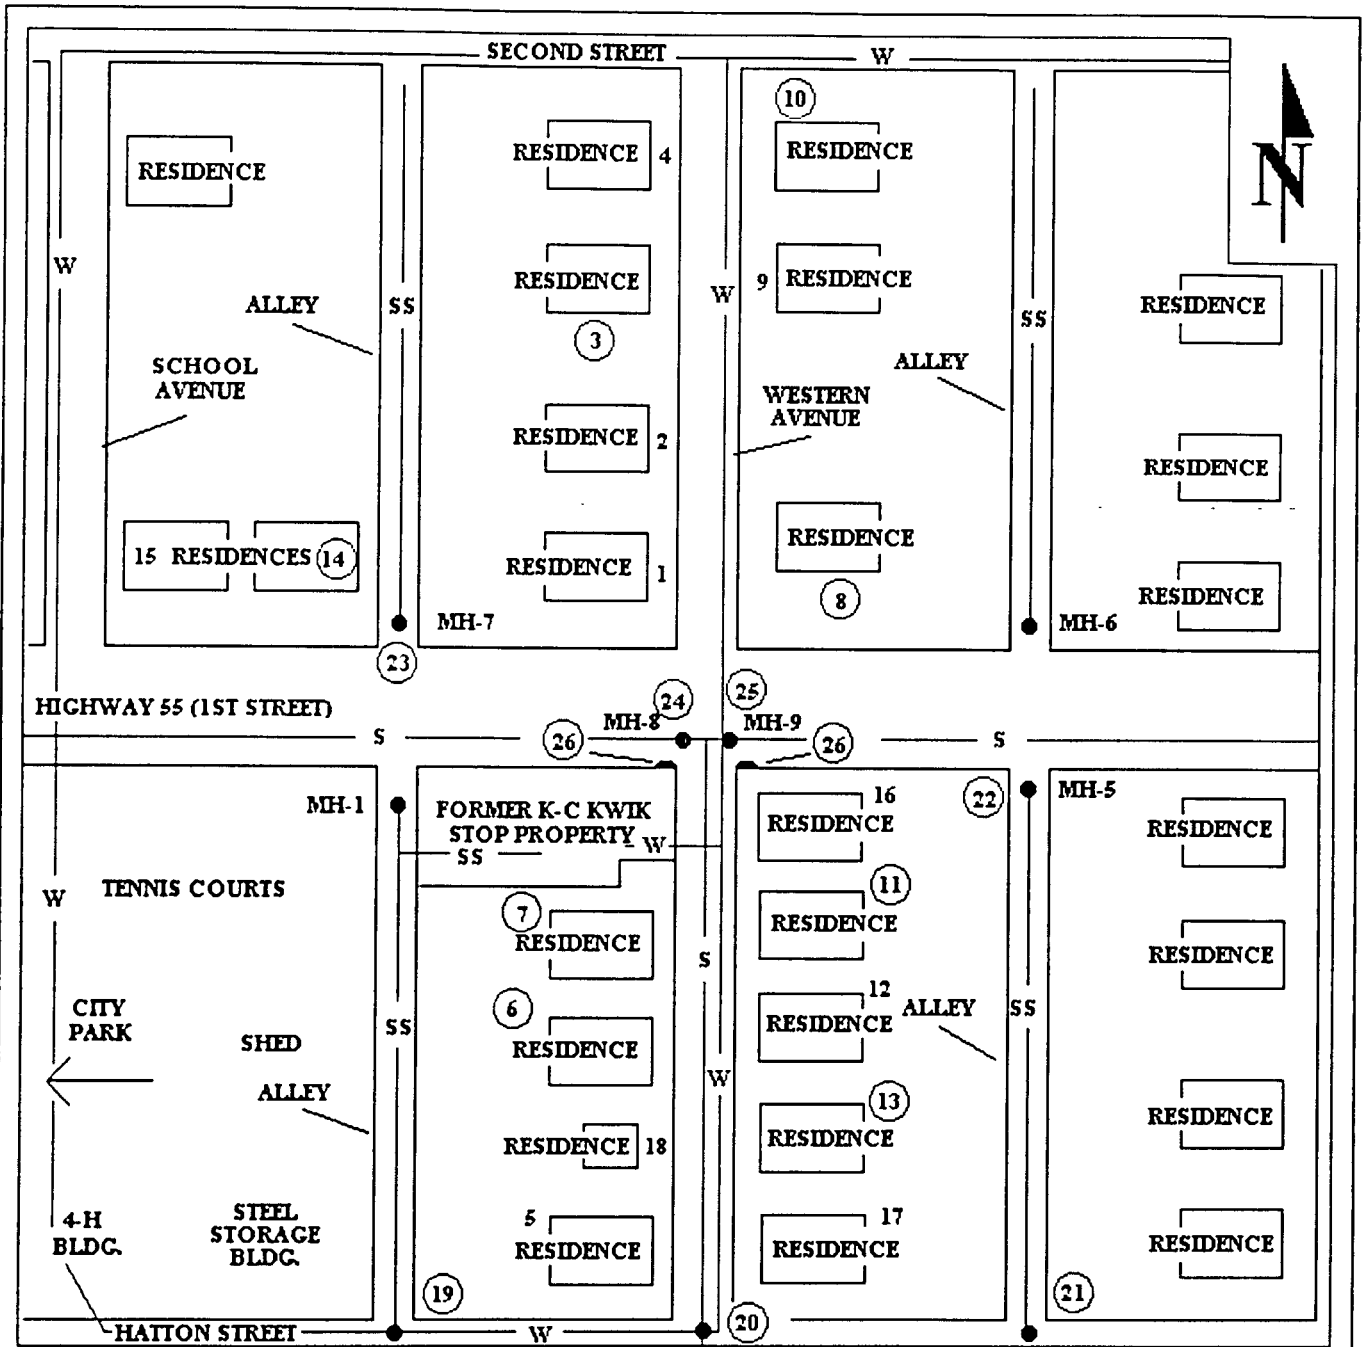 SECOND STREET W
10
RESIDENCE 4
RESIDENCE
RESIDENCE
N
W
RESIDENCE
9 RESIDENCE
W
ALLEY
SS
SS
RESIDENCE
3
SCHOOL
AVENUE
ALLEY
WESTERN
AVENUE
RESIDENCE 2
RESIDENCE
15 RESIDENCES 14
RESIDENCE 1
RESIDENCE
8
RESIDENCE
MH-7
MH-6
23
HIGHWAY 55 (1ST STREET)
24
25
MH-8
MH-9
S
26
26
S
MH-1
FORMER K-C KWIK
STOP PROPERTY
SS
W
16
RESIDENCE
22
MH-5
RESIDENCE
W
TENNIS COURTS
7
RESIDENCE
11
RESIDENCE
RESIDENCE
S
CITY
PARK
SHED
SS
6
RESIDENCE
12
RESIDENCE
ALLEY
SS
W
ALLEY
RESIDENCE 18
13
RESIDENCE
RESIDENCE
4-H
BLDG.
STEEL
STORAGE
BLDG.
5
RESIDENCE
17
RESIDENCE
RESIDENCE
19
20
21
HATTON STREET
W